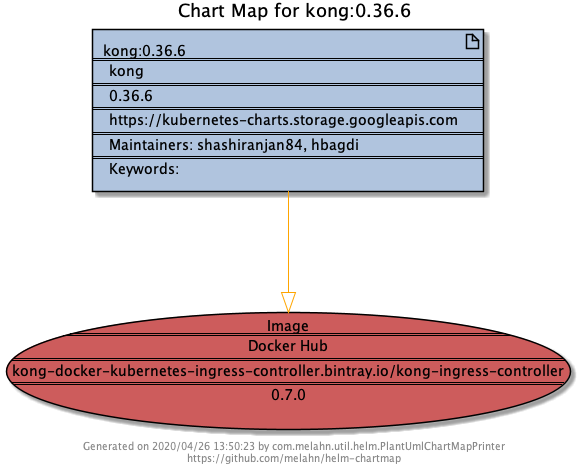 Chart Map for kong:0.36.6
kong:0.36.6
kong
0.36.6
https://kubernetes-charts.storage.googleapis.com
Maintainers: shashiranjan84, hbagdi
Keywords:
Image
Docker Hub
kong-docker-kubernetes-ingress-controller.bintray.io/kong-ingress-controller
0.7.0
Generated on 2020/04/26 13:50:23 by com.melahn.util.helm.PlantUmlChartMapPrinter
https://github.com/melahn/helm-chartmap